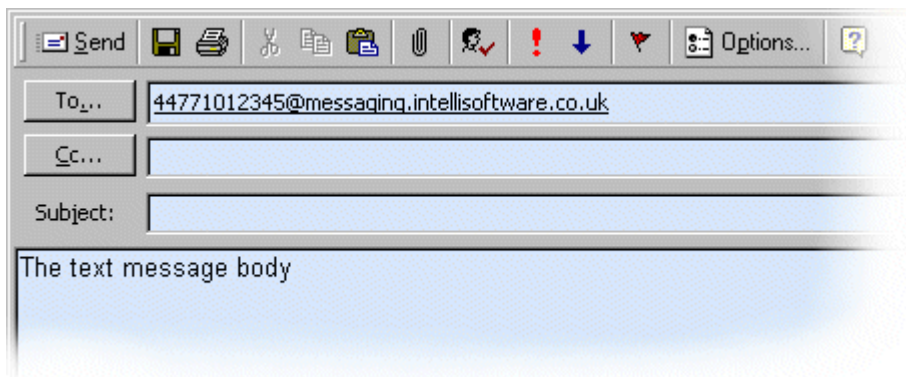 Send Options...
To... 44771012345@messaging.intellisoftware.co.uk
Cc...
Subject:
The text message body